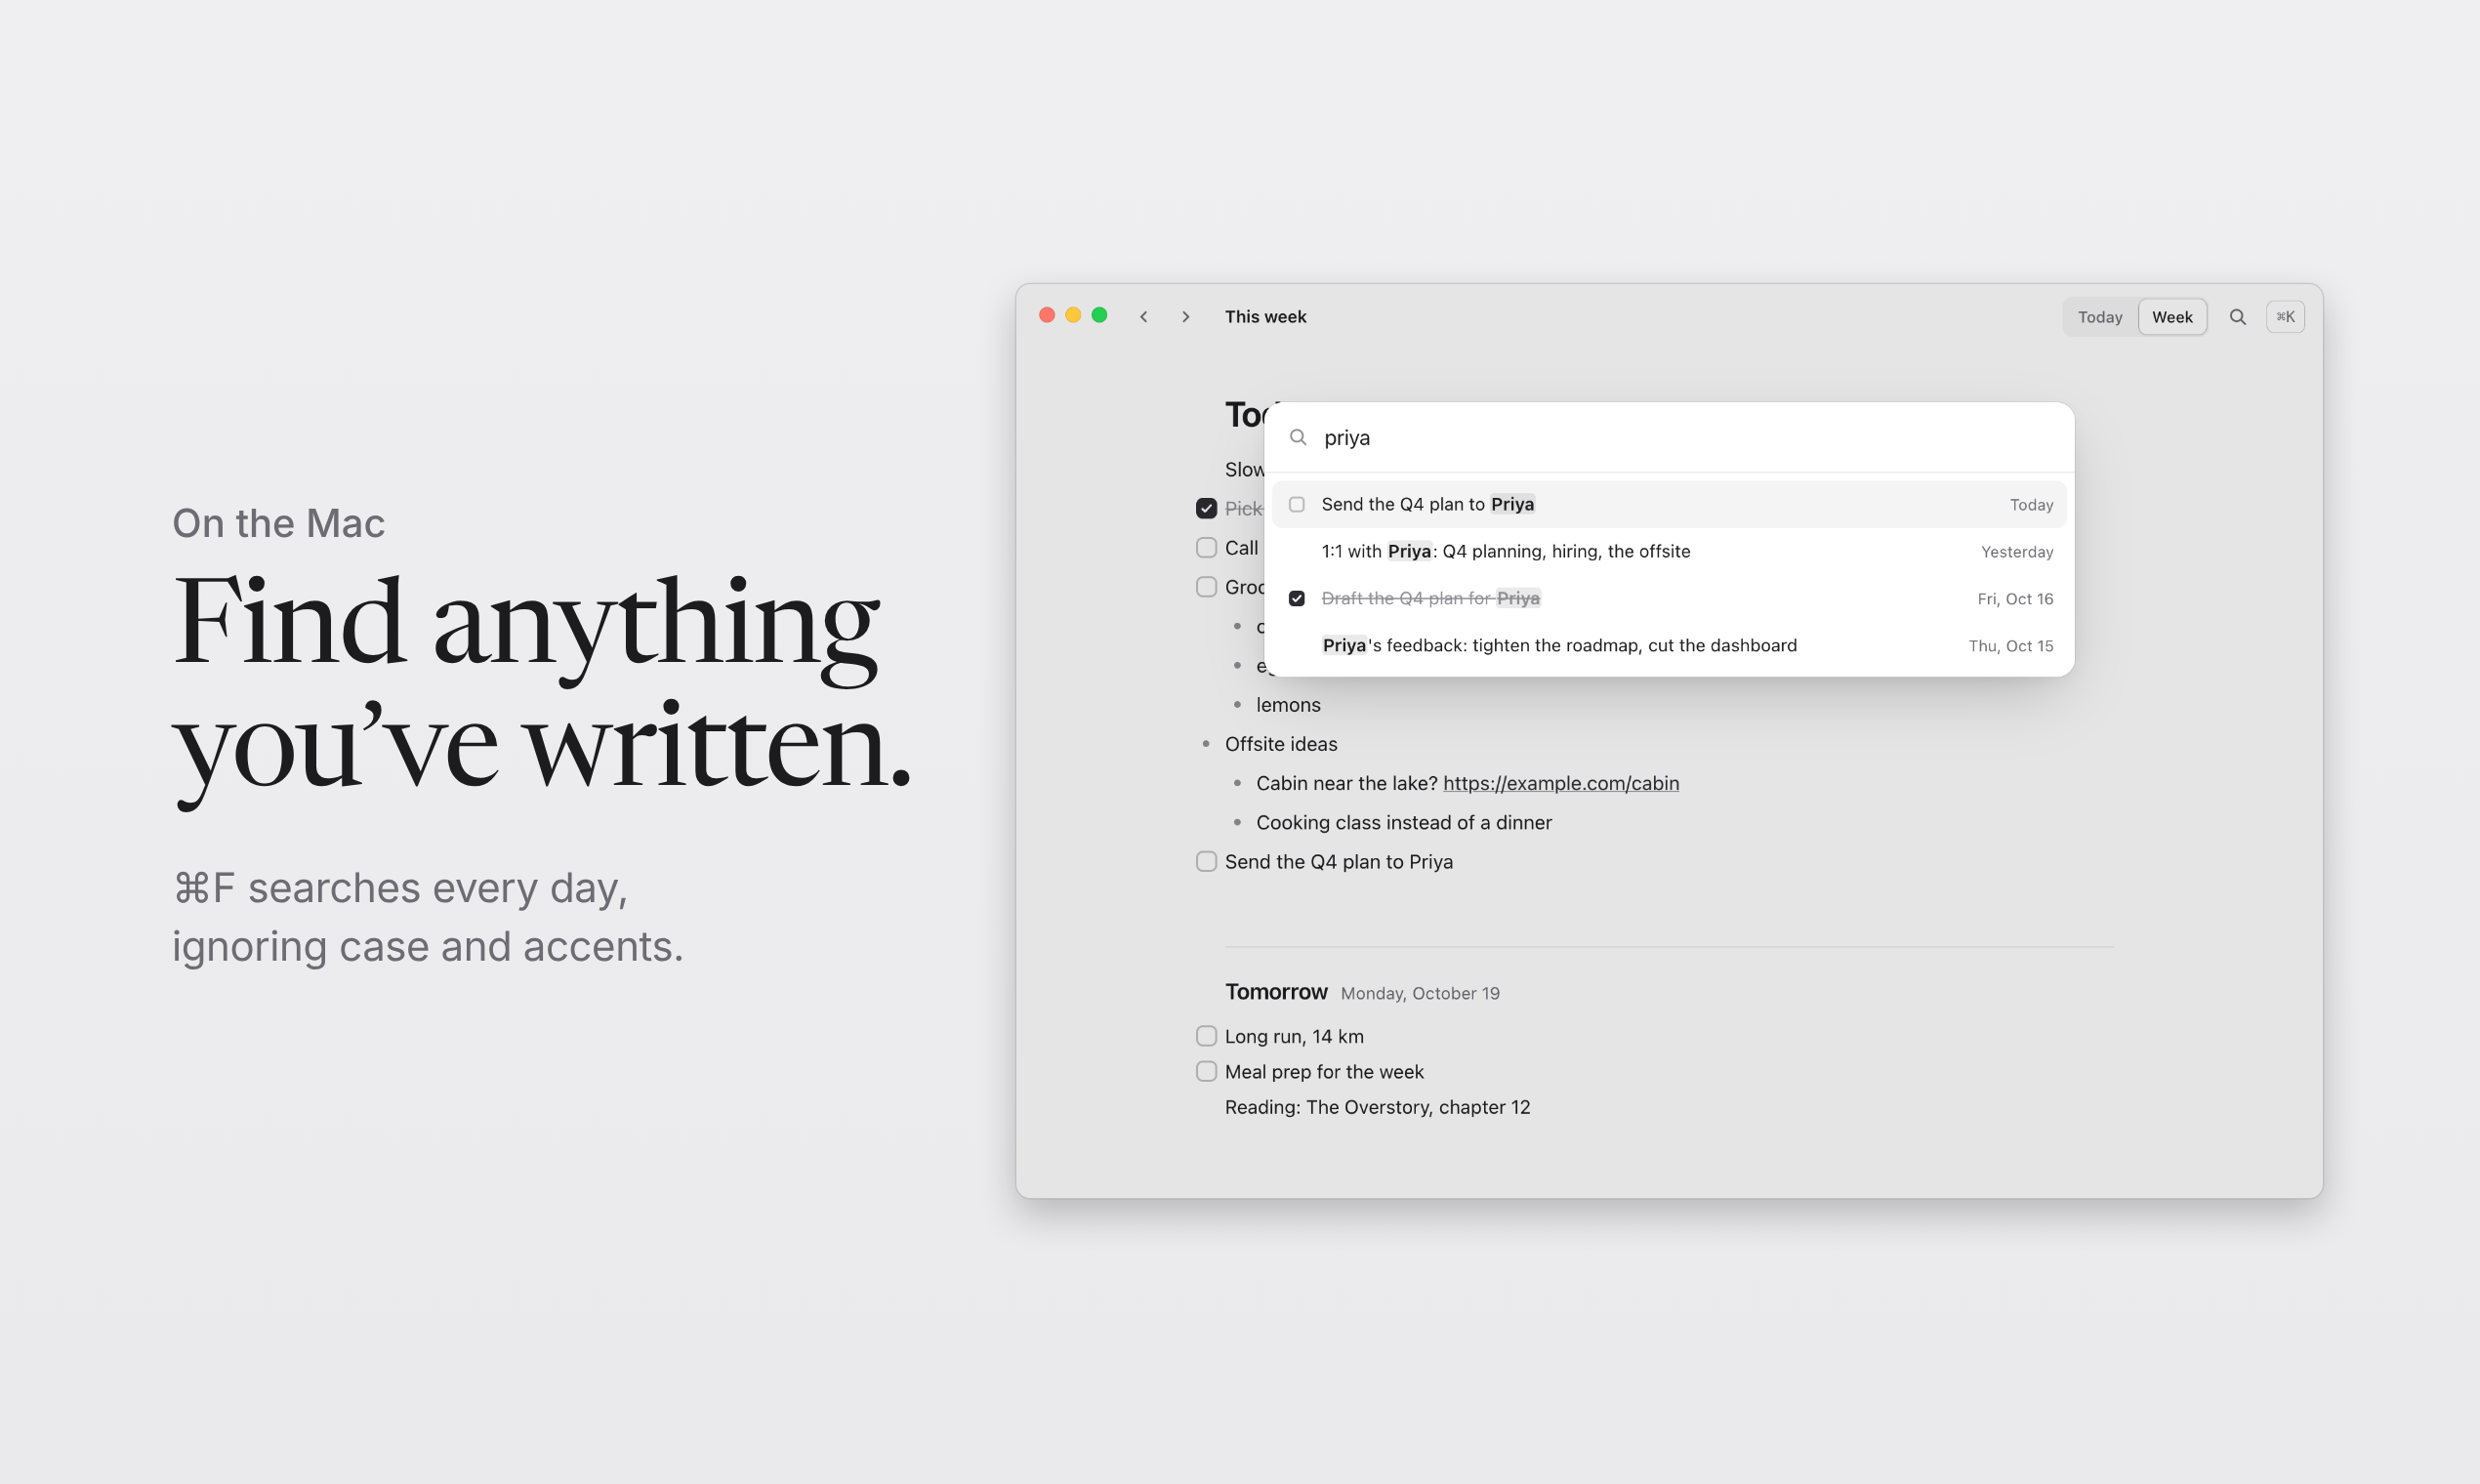 On the Mac
Find anything
you’ve written.
⌘F searches every day,
ignoring case and accents.
This week
Today
Week
⌘K
priya
Send the Q4 plan to Priya
Today
1:1 with Priya: Q4 planning, hiring, the offsite
Yesterday
Draft the Q4 plan for Priya
Fri, Oct 16
Priya's feedback: tighten the roadmap, cut the dashboard
Thu, Oct 15
Slow
Pick
Call
lemons
Offsite ideas
Cabin near the lake? https://example.com/cabin
Cooking class instead of a dinner
Send the Q4 plan to Priya
Tomorrow Monday, October 19
Long run, 14 km
Meal prep for the week
Reading: The Overstory, chapter 12